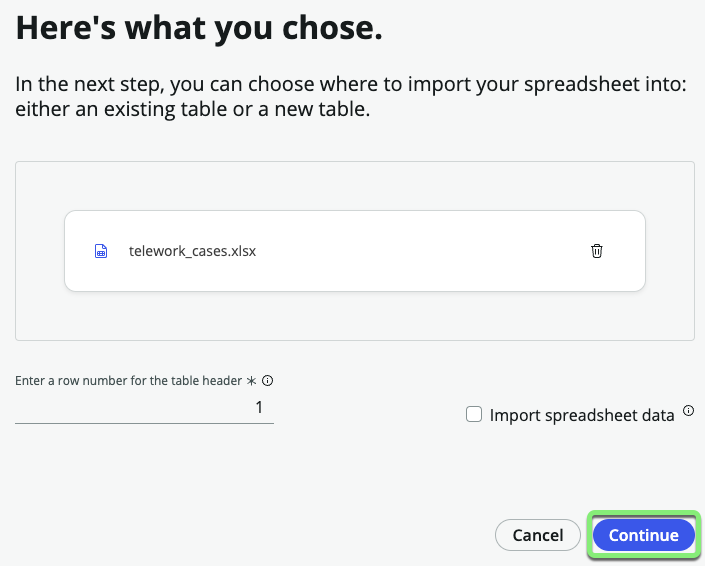 Here's what you chose.
In the next step, you can choose where to import your spreadsheet into:
either an existing table or a new table.
telework_cases.xlsx
Enter a row number for the table header *
1
Import spreadsheet data
Cancel
Continue